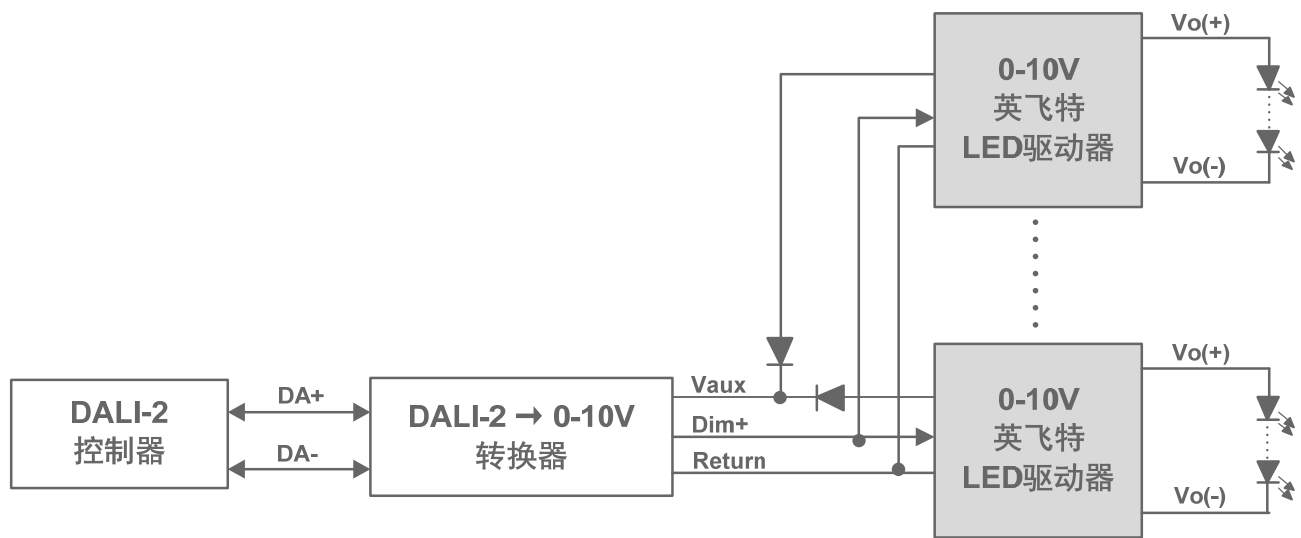 Vo(+)
0-10V
英飞特
LED驱动器
Vo(-)
Vo(+)
Vaux
0-10V
DA+
DALI-2
DALI-2 → 0-10V
Dim+
英飞特
控制器
转换器
DA-
Return
LED驱动器
Vo(-)